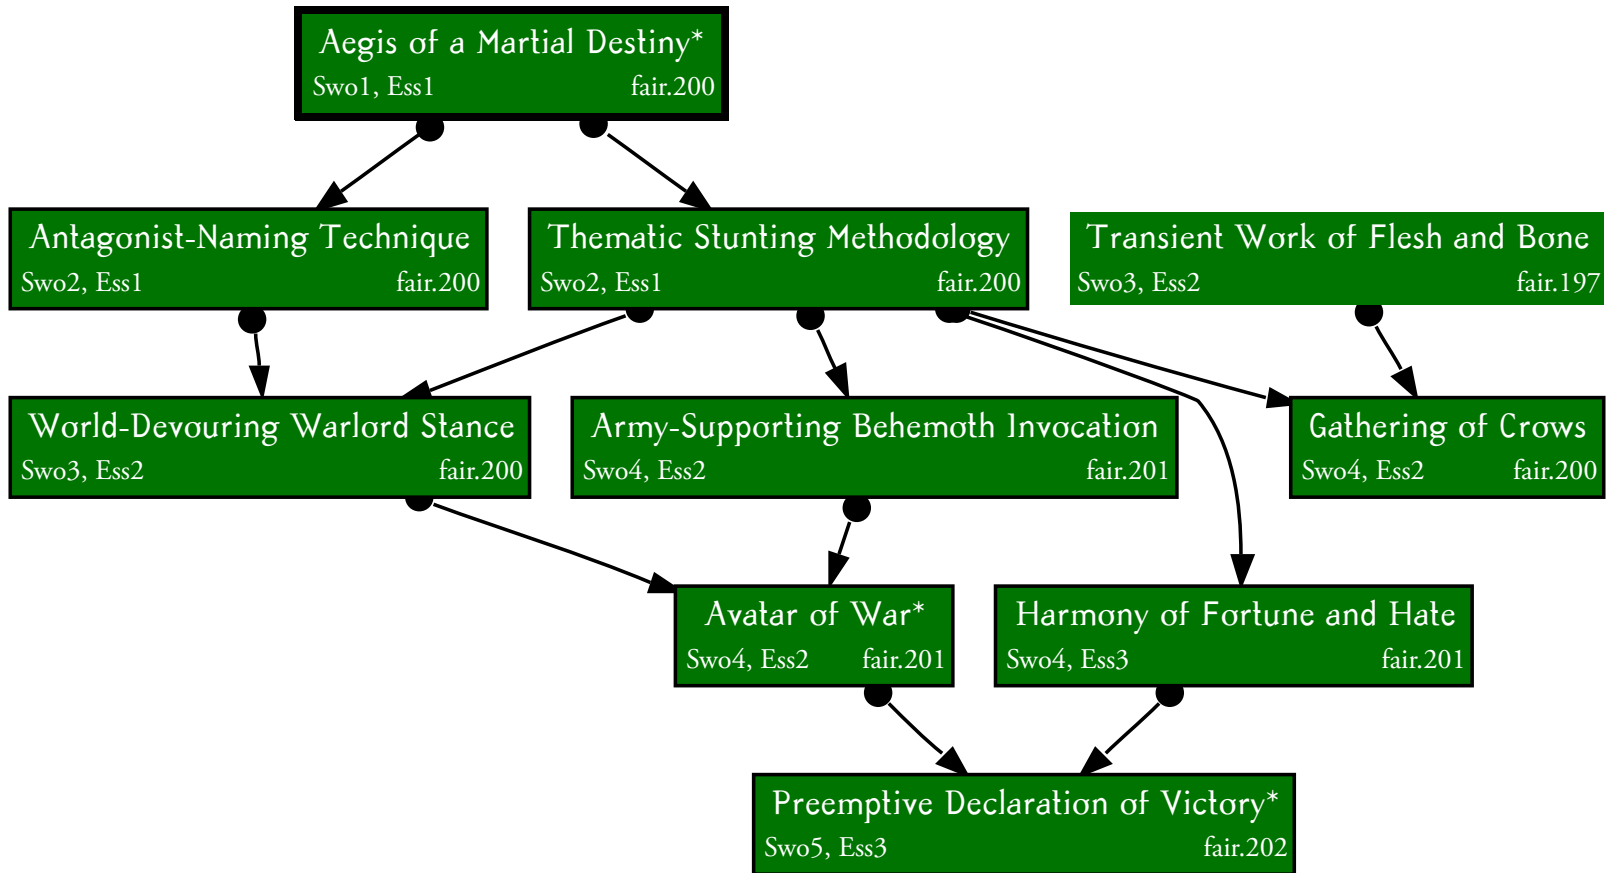 Aegis of a Martial Destiny*
Swo1, Ess1 fair.200
Antagonist-Naming Technique
Swo2, Ess1 fair.200
Thematic Stunting Methodology
Swo2, Ess1 fair.200
Transient Work of Flesh and Bone
Swo3, Ess2 fair.197
World-Devouring Warlord Stance
Swo3, Ess2 fair.200
Army-Supporting Behemoth Invocation
Swo4, Ess2 fair.201
Gathering of Crows
Swo4, Ess2 fair.200
Avatar of War*
Swo4, Ess2 fair.201
Harmony of Fortune and Hate
Swo4, Ess3 fair.201
Preemptive Declaration of Victory*
Swo5, Ess3 fair.202